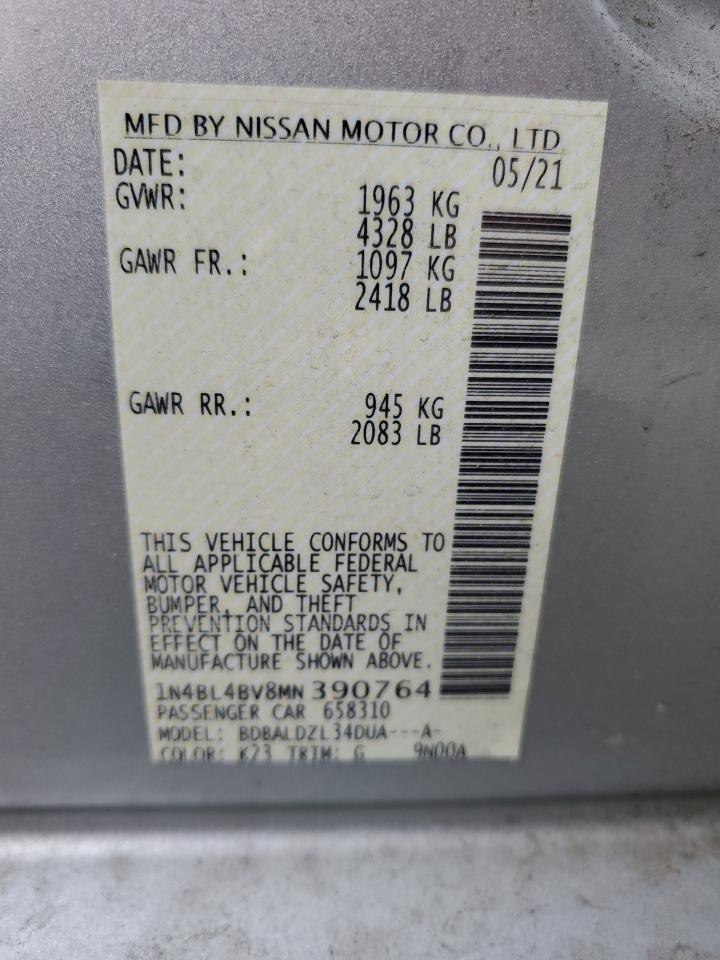 MFD BY NISSAN MOTOR CO., LTD
DATE: 05/21
GVWR: 1963 KG
4328 LB
GAWR FR.: 1097 KG
2418 LB
GAWR RR.: 945 KG
2083 LB
THIS VEHICLE CONFORMS TO
ALL APPLICABLE FEDERAL
MOTOR VEHICLE SAFETY,
BUMPER, AND THEFT
PREVENTION STANDARDS IN
EFFECT ON THE DATE OF
MANUFACTURE SHOWN ABOVE.
1N4BL4BV8MN390764
PASSENGER CAR 658310
MODEL: BDBALDZL34DUA---A-
COLOR: K23 TRIM: G 9N00A